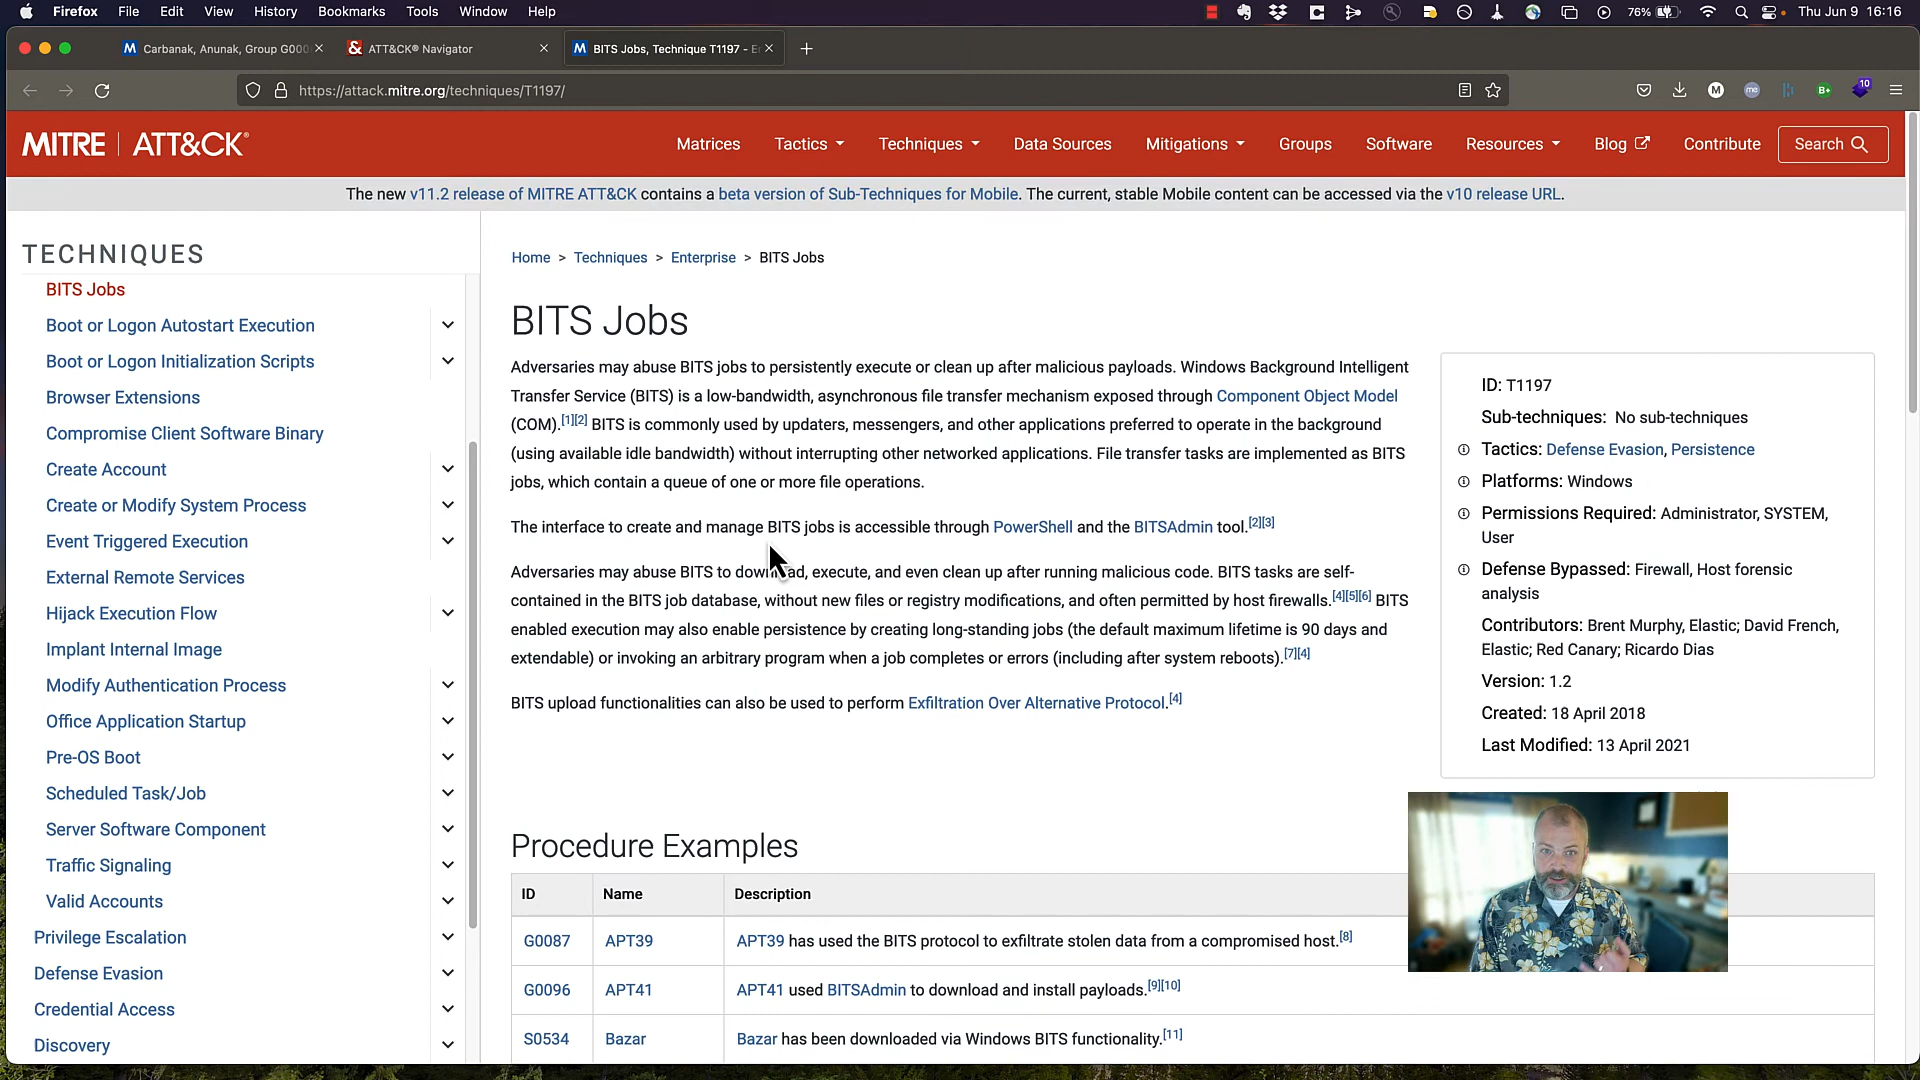 Firefox File Edit View History Bookmarks Tools Window Help 76% Thu Jun 9 16:16
Carbanak, Anunak, Group G000 ATT&CK® Navigator BITS Jobs, Technique T1197 - E
https://attack.mitre.org/techniques/T1197/ 10
MITRE | ATT&CK® Matrices Tactics Techniques Data Sources Mitigations Groups Software Resources Blog Contribute Search
The new v11.2 release of MITRE ATT&CK contains a beta version of Sub-Techniques for Mobile. The current, stable Mobile content can be accessed via the v10 release URL.
TECHNIQUES
BITS Jobs
Boot or Logon Autostart Execution
Boot or Logon Initialization Scripts
Browser Extensions
Compromise Client Software Binary
Create Account
Create or Modify System Process
Event Triggered Execution
External Remote Services
Hijack Execution Flow
Implant Internal Image
Modify Authentication Process
Office Application Startup
Pre-OS Boot
Scheduled Task/Job
Server Software Component
Traffic Signaling
Valid Accounts
Privilege Escalation
Defense Evasion
Credential Access
Discovery
Home > Techniques > Enterprise > BITS Jobs
BITS Jobs
Adversaries may abuse BITS jobs to persistently execute or clean up after malicious payloads. Windows Background Intelligent
Transfer Service (BITS) is a low-bandwidth, asynchronous file transfer mechanism exposed through Component Object Model
(COM).[1][2] BITS is commonly used by updaters, messengers, and other applications preferred to operate in the background
(using available idle bandwidth) without interrupting other networked applications. File transfer tasks are implemented as BITS
jobs, which contain a queue of one or more file operations.
The interface to create and manage BITS jobs is accessible through PowerShell and the BITSAdmin tool.[2][3]
Adversaries may abuse BITS to download, execute, and even clean up after running malicious code. BITS tasks are self-
contained in the BITS job database, without new files or registry modifications, and often permitted by host firewalls.[4][5][6] BITS
enabled execution may also enable persistence by creating long-standing jobs (the default maximum lifetime is 90 days and
extendable) or invoking an arbitrary program when a job completes or errors (including after system reboots).[7][4]
BITS upload functionalities can also be used to perform Exfiltration Over Alternative Protocol.[4]
ID: T1197
Sub-techniques: No sub-techniques
Tactics: Defense Evasion, Persistence
Platforms: Windows
Permissions Required: Administrator, SYSTEM,
User
Defense Bypassed: Firewall, Host forensic
analysis
Contributors: Brent Murphy, Elastic; David French,
Elastic; Red Canary; Ricardo Dias
Version: 1.2
Created: 18 April 2018
Last Modified: 13 April 2021
Procedure Examples
ID Name Description
G0087 APT39 APT39 has used the BITS protocol to exfiltrate stolen data from a compromised host.[8]
G0096 APT41 APT41 used BITSAdmin to download and install payloads.[9][10]
S0534 Bazar Bazar has been downloaded via Windows BITS functionality.[11]